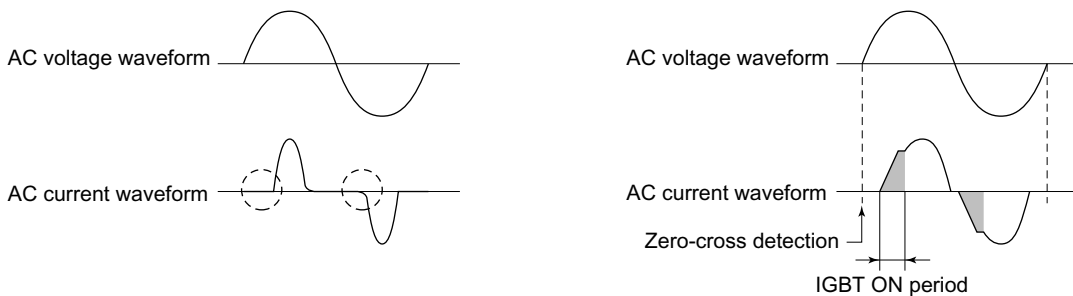 AC voltage waveform
AC current waveform
AC voltage waveform
AC current waveform
Zero-cross detection
IGBT ON period